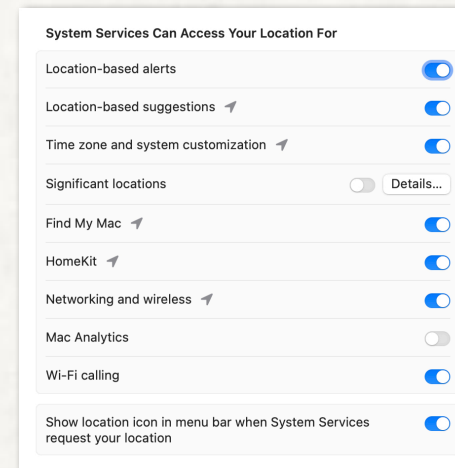 System Services Can Access Your Location For
Location-based alerts
Location-based suggestions
Time zone and system customization
Significant locations
Details...
Find My Mac
HomeKit
Networking and wireless
Mac Analytics
Wi-Fi calling
Show location icon in menu bar when System Services
request your location